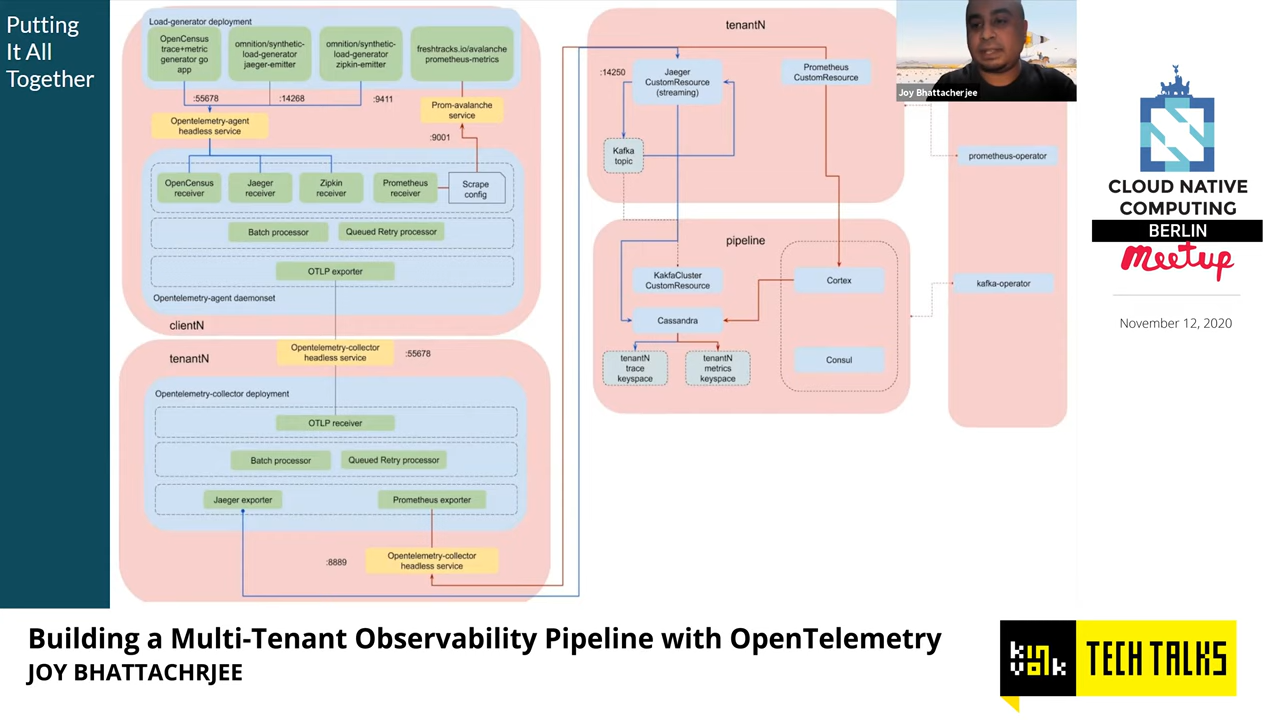 Putting
It All
Together
Load-generator deployment
OpenCensus
trace+metric
generator go
app
omnition/synthetic-
load-generator
jaeger-emitter
omnition/synthetic-
load-generator
zipkin-emitter
freshtracks.io/avalanche
prometheus-metrics
:55678
:14268
:9411
Opentelemetry-agent
headless service
Prom-avalanche
service
:9001
OpenCensus
receiver
Jaeger
receiver
Zipkin
receiver
Prometheus
receiver
Scrape
config
Batch processor
Queued Retry processor
OTLP exporter
Opentelemetry-agent daemonset
clientN
Opentelemetry-collector
headless service
:55678
tenantN
Opentelemetry-collector deployment
OTLP receiver
Batch processor
Queued Retry processor
Jaeger exporter
Prometheus exporter
:8889
Opentelemetry-collector
headless service
tenantN
:14250
Jaeger
CustomResource
(streaming)
Prometheus
CustomResource
Kafka
topic
pipeline
KakfaCluster
CustomResource
Cortex
Cassandra
tenantN
trace
keyspace
tenantN
metrics
keyspace
Consul
prometheus-operator
kafka-operator
Joy Bhattacherjee
CLOUD NATIVE
COMPUTING
BERLIN
Meetup
November 12, 2020
Building a Multi-Tenant Observability Pipeline with OpenTelemetry
JOY BHATTACHRJEE
kinvolk
TECH TALKS